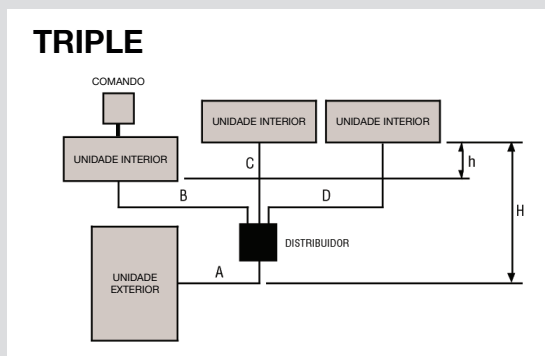 TRIPLE
COMANDO
UNIDADE INTERIOR
UNIDADE INTERIOR
UNIDADE INTERIOR
C
h
B
D
H
DISTRIBUIDOR
A
UNIDADE
EXTERIOR